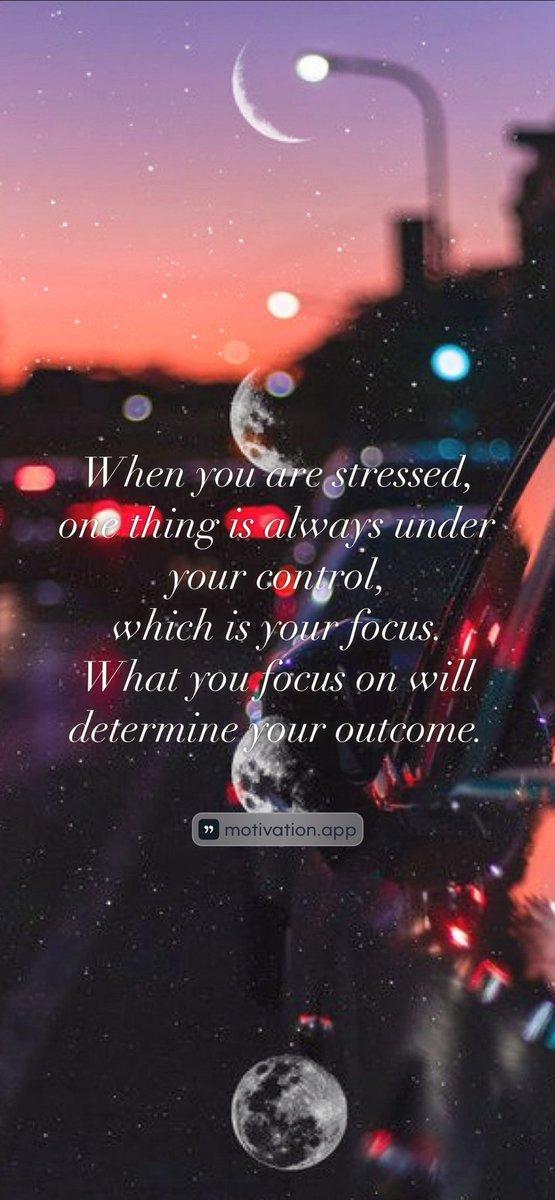 When you are stressed,
one thing is always under
your control,
which is your focus.
What you focus on will
determine your outcome.
motivation.app